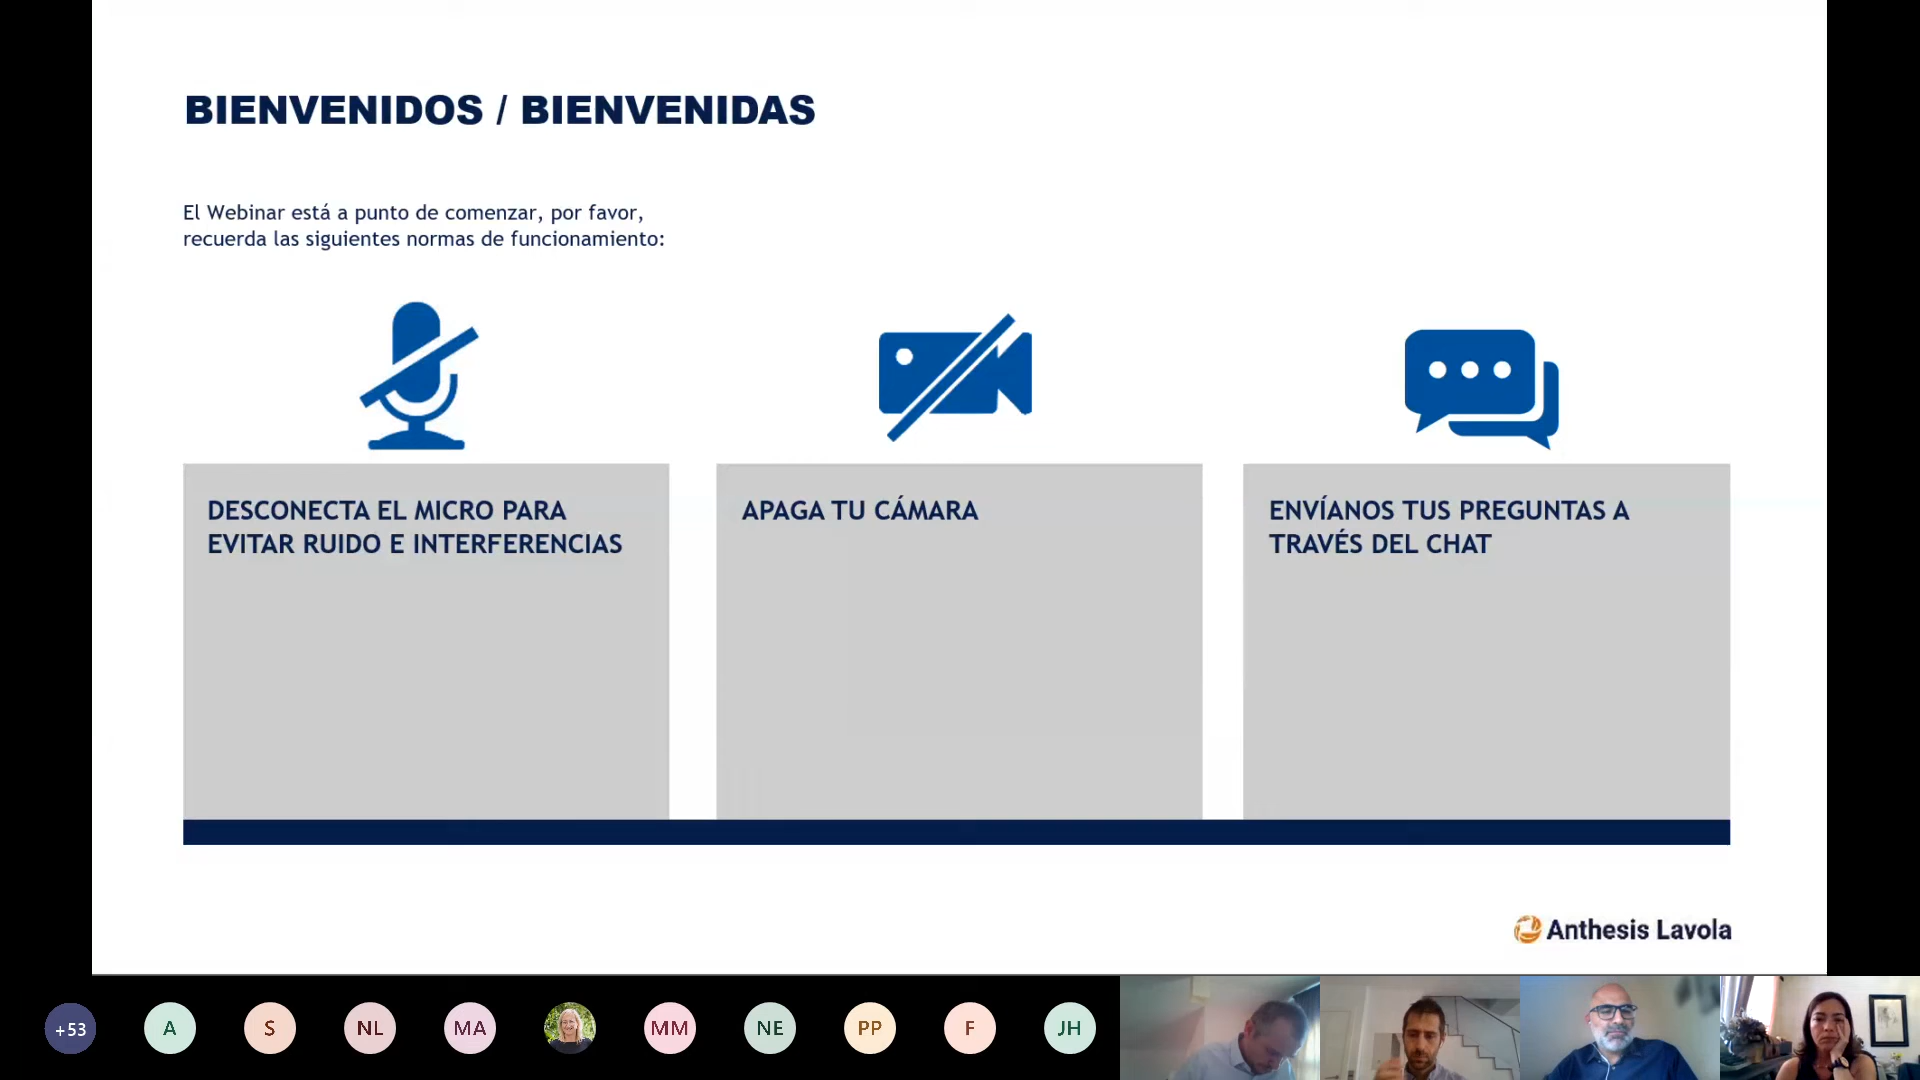 BIENVENIDOS / BIENVENIDAS
El Webinar está a punto de comenzar, por favor,
recuerda las siguientes normas de funcionamiento:
DESCONECTA EL MICRO PARA
EVITAR RUIDO E INTERFERENCIAS
APAGA TU CÁMARA
ENVÍANOS TUS PREGUNTAS A
TRAVÉS DEL CHAT
Anthesis Lavola
+53
A
S
NL
MA
MM
NE
PP
F
JH